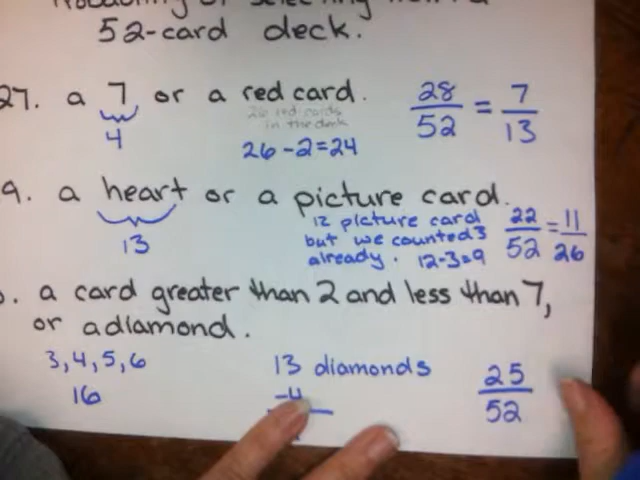 52-card deck.
27. a 7 or a red card. 28/52 = 7/13
26 red cards
in the deck
4
26-2=24
9. a heart or a picture card.
13
12 picture card
but we counted 3
already. 12-3=9
22/52 = 11/26
. a card greater than 2 and less than 7,
or a diamond.
3, 4, 5, 6
16
13 diamonds
-4
25/52